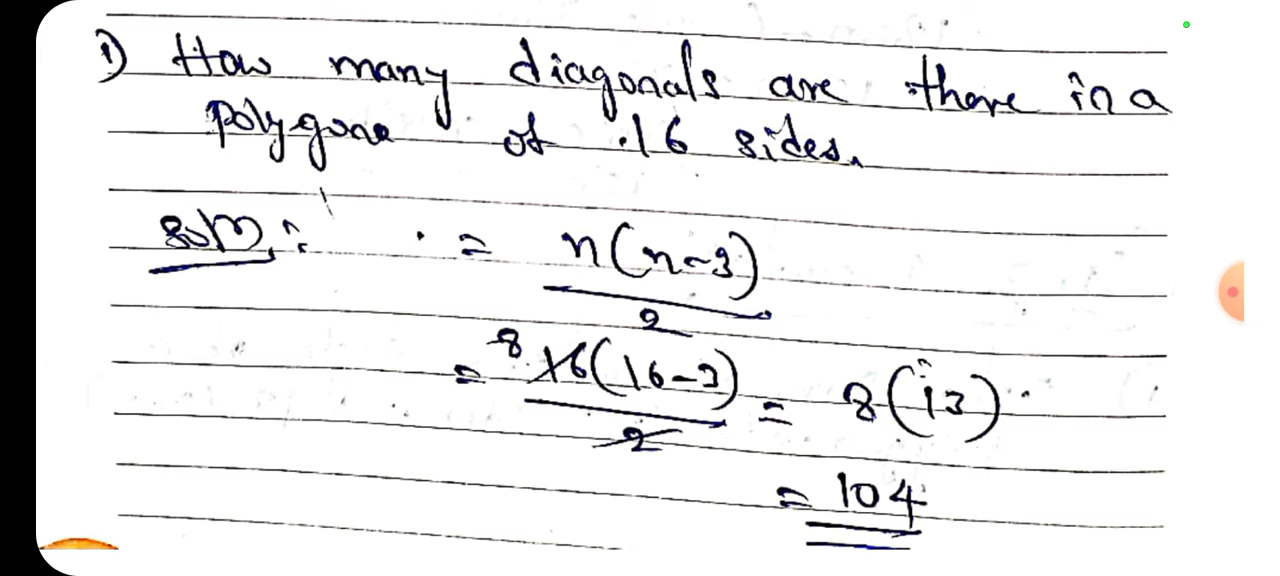 1) How many diagonals are there in a
polygone of 16 sides.
Soln: = n(n-3)
2
= 8 16(16-3) = 8(13)
2
= 104